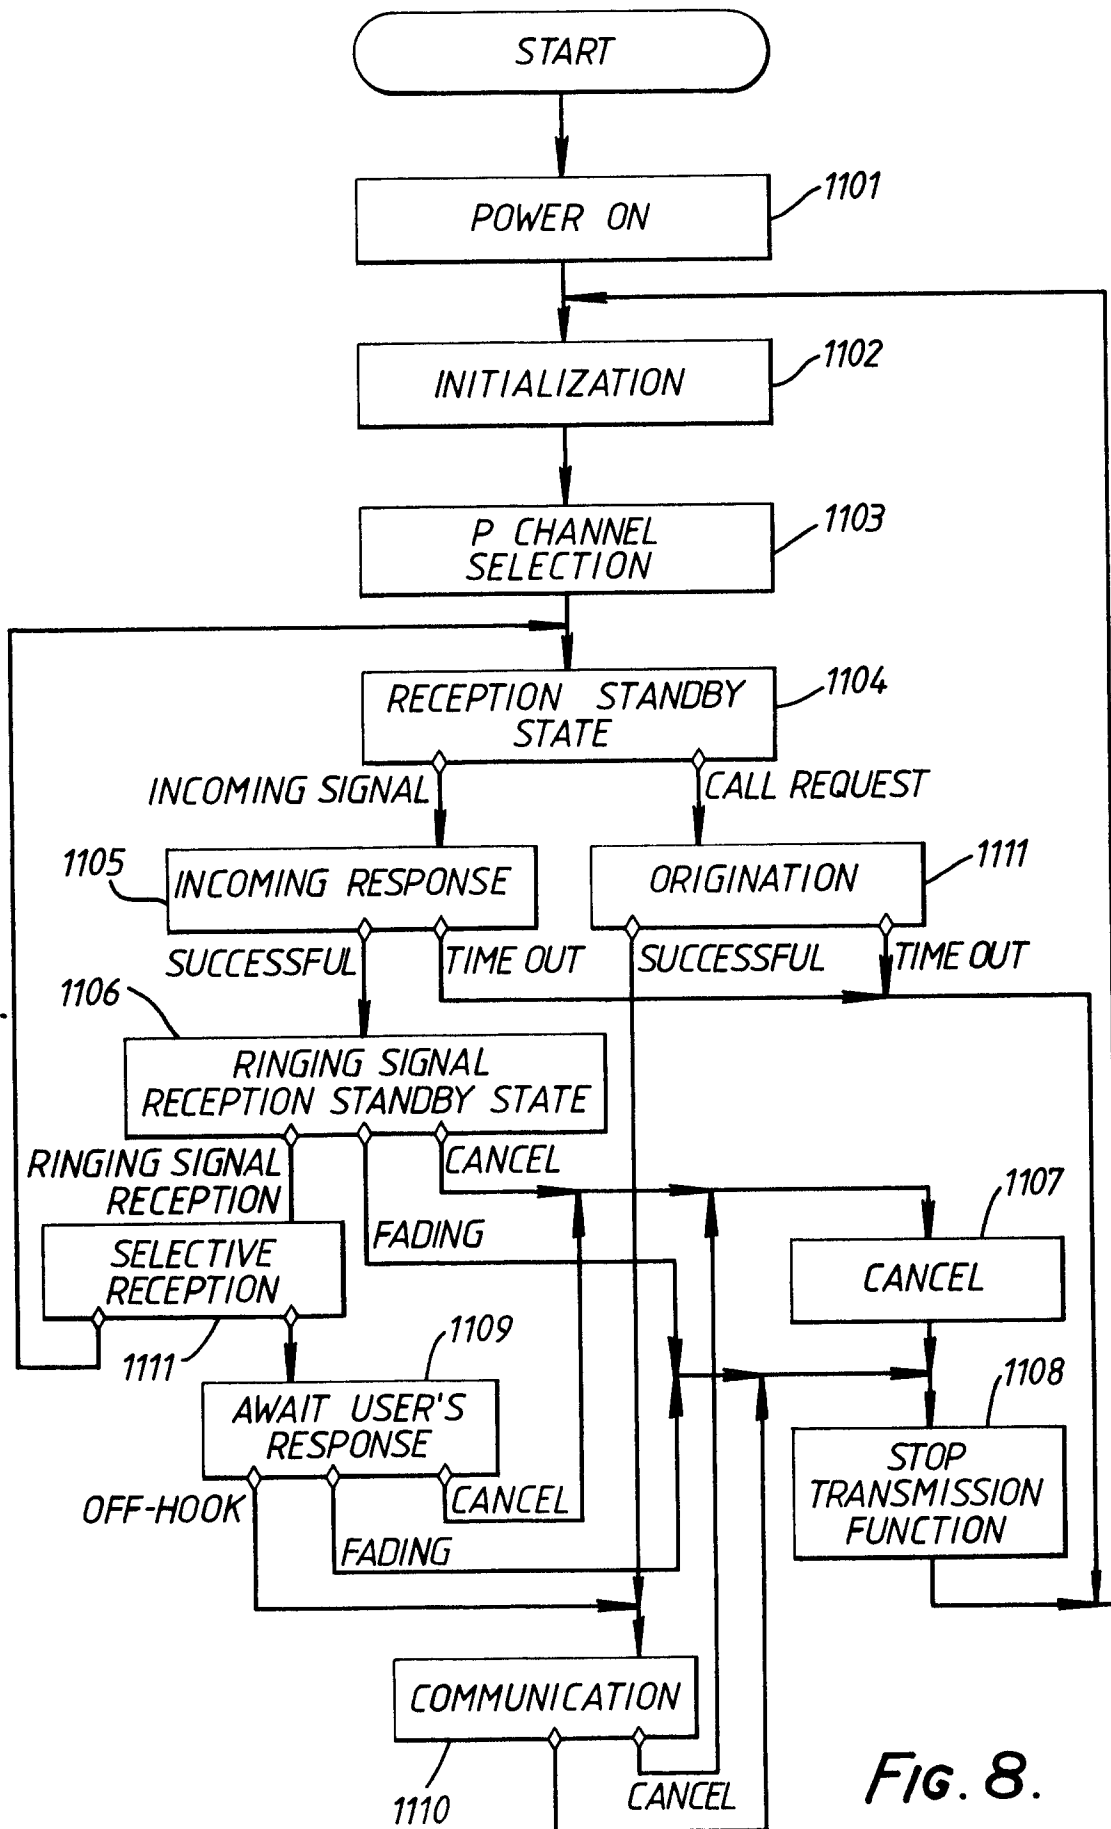 START
POWER ON
1101
INITIALIZATION
1102
P CHANNEL
SELECTION
1103
RECEPTION STANDBY
STATE
1104
INCOMING SIGNAL
CALL REQUEST
1105
INCOMING RESPONSE
ORIGINATION
1111
SUCCESSFUL
TIME OUT
SUCCESSFUL
TIME OUT
1106
RINGING SIGNAL
RECEPTION STANDBY STATE
RINGING SIGNAL
RECEPTION
CANCEL
FADING
1107
CANCEL
SELECTIVE
RECEPTION
1111
1109
AWAIT USER'S
RESPONSE
1108
STOP
TRANSMISSION
FUNCTION
OFF-HOOK
CANCEL
FADING
COMMUNICATION
1110
CANCEL
FIG. 8.